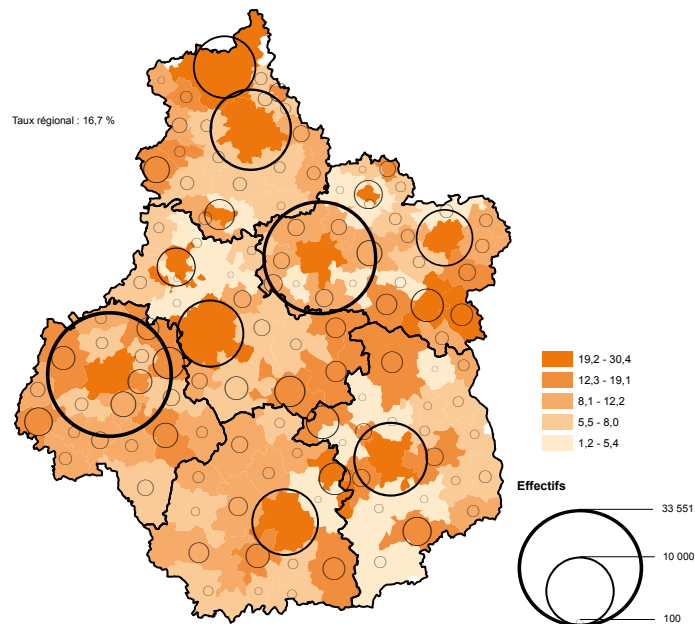 Taux régional : 16,7 %
19,2 - 30,4
12,3 - 19,1
8,1 - 12,2
5,5 - 8,0
1,2 - 5,4
Effectifs
33 551
10 000
100